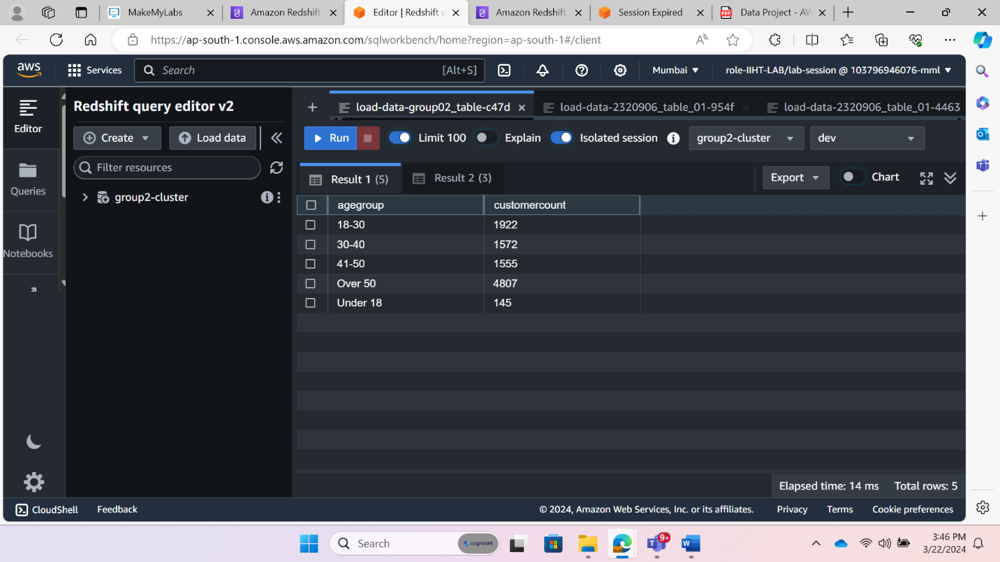 MakeMyLabs
Amazon Redshift
Editor | Redshift
Amazon Redshift
Session Expired
PDF
Data Project - AW
https://ap-south-1.console.aws.amazon.com/sqlworkbench/home?region=ap-south-1#/client
aws
Services
Search
[Alt+S]
Mumbai
role-IIHT-LAB/lab-session @ 103796946076-mml
Editor
Queries
Notebooks
Redshift query editor v2
Create
Load data
Filter resources
group2-cluster
load-data-group02_table-c47d
load-data-2320906_table_01-954f
load-data-2320906_table_01-4463
Run
Limit 100
Explain
Isolated session
group2-cluster
dev
Result 1 (5)
Result 2 (3)
Export
Chart
agegroup customercount
18-30 1922
30-40 1572
41-50 1555
Over 50 4807
Under 18 145
Elapsed time: 14 ms Total rows: 5
CloudShell
Feedback
© 2024, Amazon Web Services, Inc. or its affiliates.
Privacy
Terms
Cookie preferences
Search
cognizant
9+
3:46 PM
3/22/2024